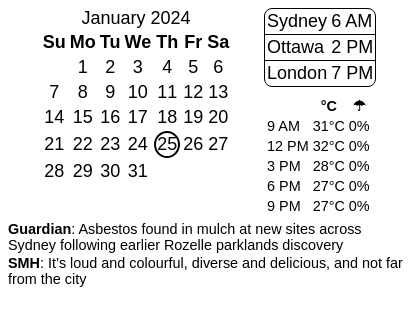 January 2024
Su Mo Tu We Th Fr Sa
1 2 3 4 5 6
7 8 9 10 11 12 13
14 15 16 17 18 19 20
21 22 23 24 25 26 27
28 29 30 31
Sydney 6 AM
Ottawa 2 PM
London 7 PM
°C ☂
9 AM 31°C 0%
12 PM 32°C 0%
3 PM 28°C 0%
6 PM 27°C 0%
9 PM 27°C 0%
Guardian: Asbestos found in mulch at new sites across
Sydney following earlier Rozelle parklands discovery
SMH: It’s loud and colourful, diverse and delicious, and not far
from the city